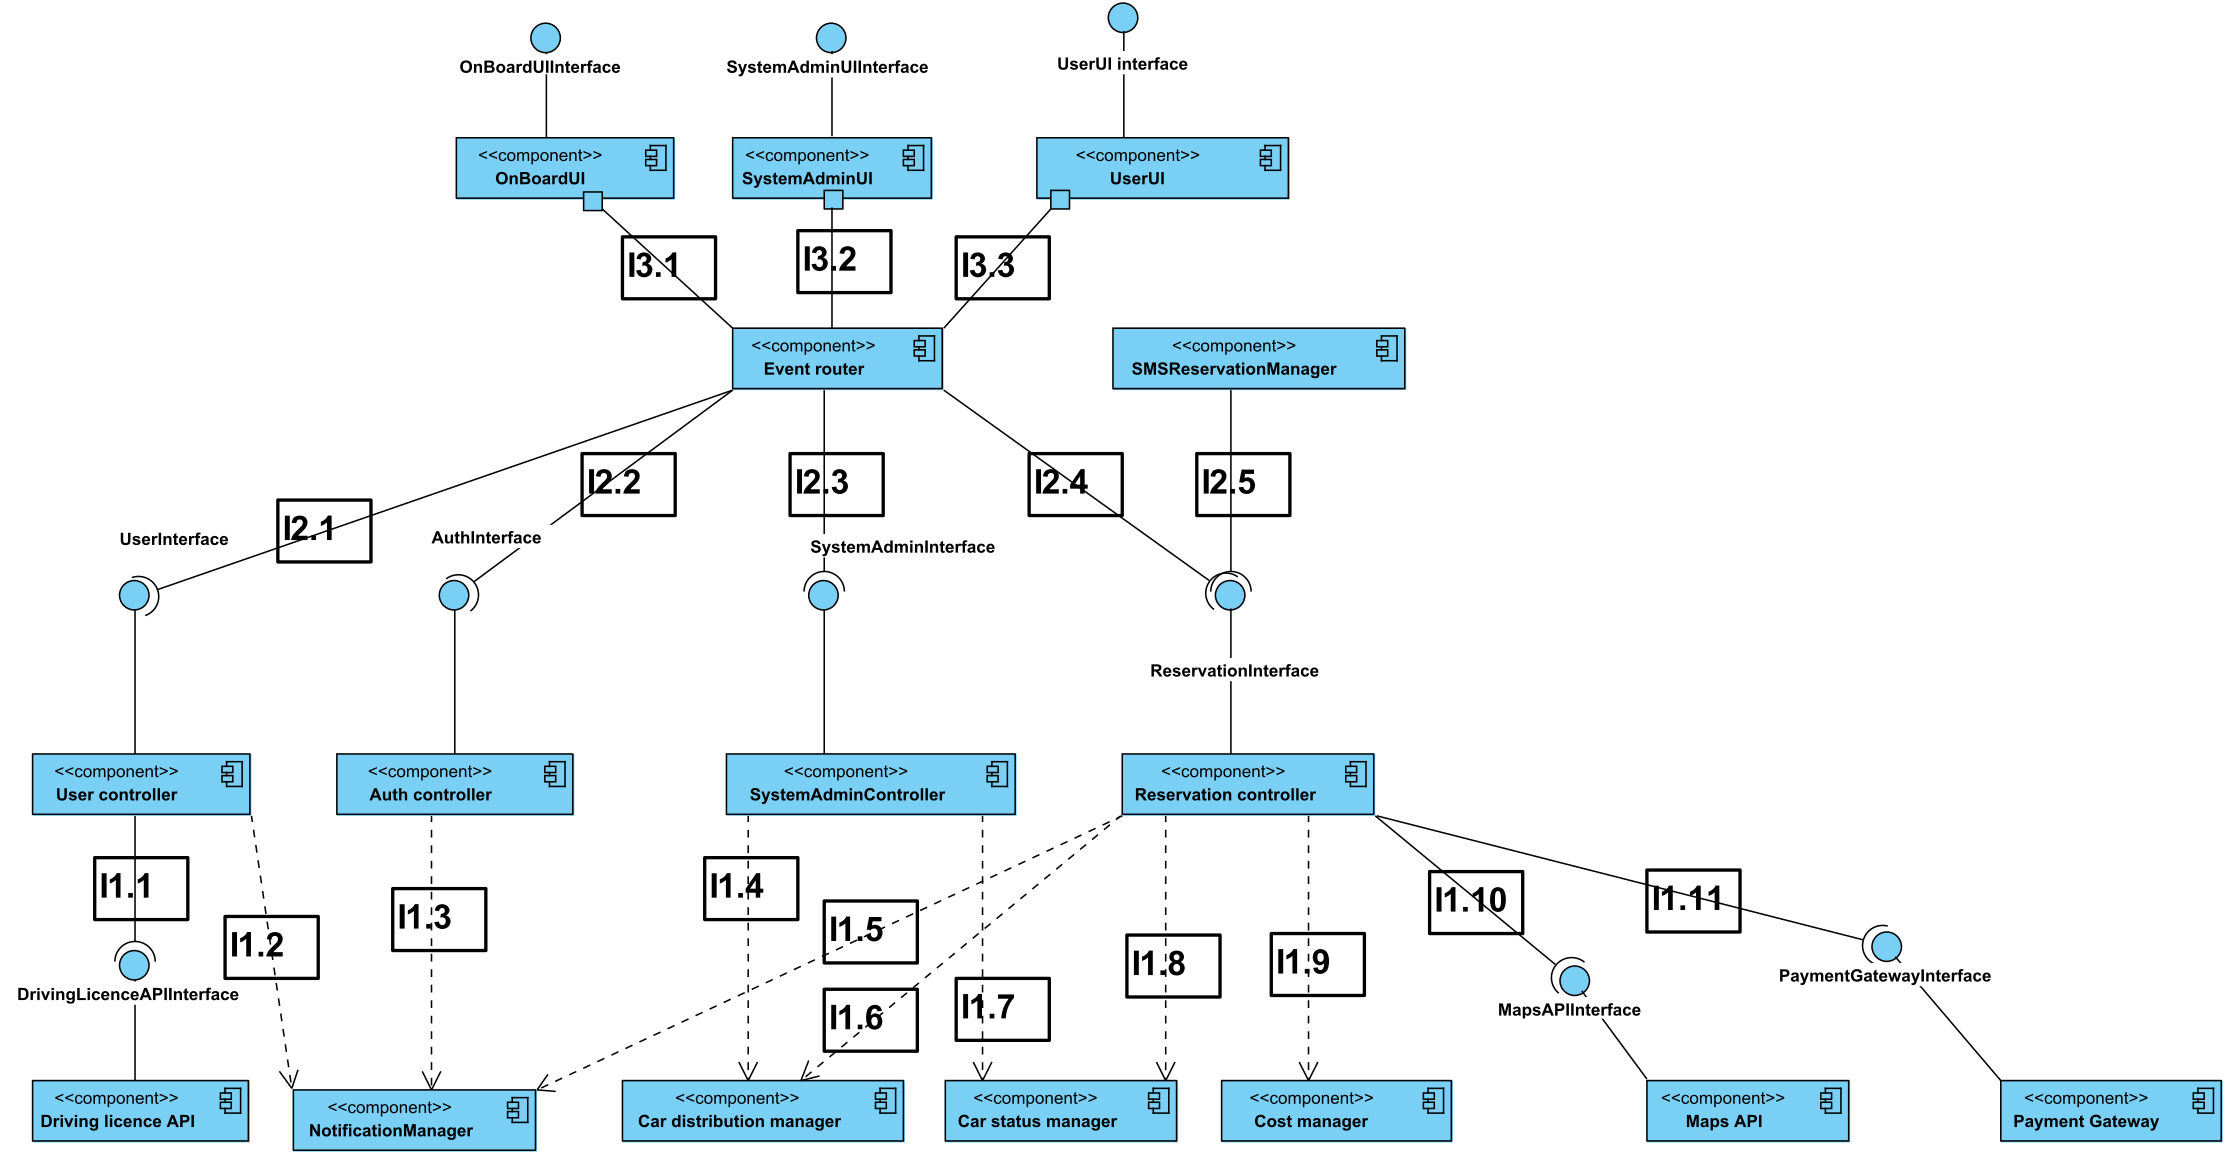 OnBoardUIInterface
SystemAdminUIInterface
UserUI interface
<<component>>
OnBoardUI
<<component>>
SystemAdminUI
<<component>>
UserUI
I3.1
I3.2
I3.3
<<component>>
Event router
<<component>>
SMSReservationManager
I2.1
I2.2
I2.3
I2.4
I2.5
UserInterface
AuthInterface
SystemAdminInterface
ReservationInterface
<<component>>
User controller
<<component>>
Auth controller
<<component>>
SystemAdminController
<<component>>
Reservation controller
I1.1
I1.2
I1.3
I1.4
I1.5
I1.6
I1.7
I1.8
I1.9
I1.10
I1.11
DrivingLicenceAPIInterface
MapsAPIInterface
PaymentGatewayInterface
<<component>>
Driving licence API
<<component>>
NotificationManager
<<component>>
Car distribution manager
<<component>>
Car status manager
<<component>>
Cost manager
<<component>>
Maps API
<<component>>
Payment Gateway